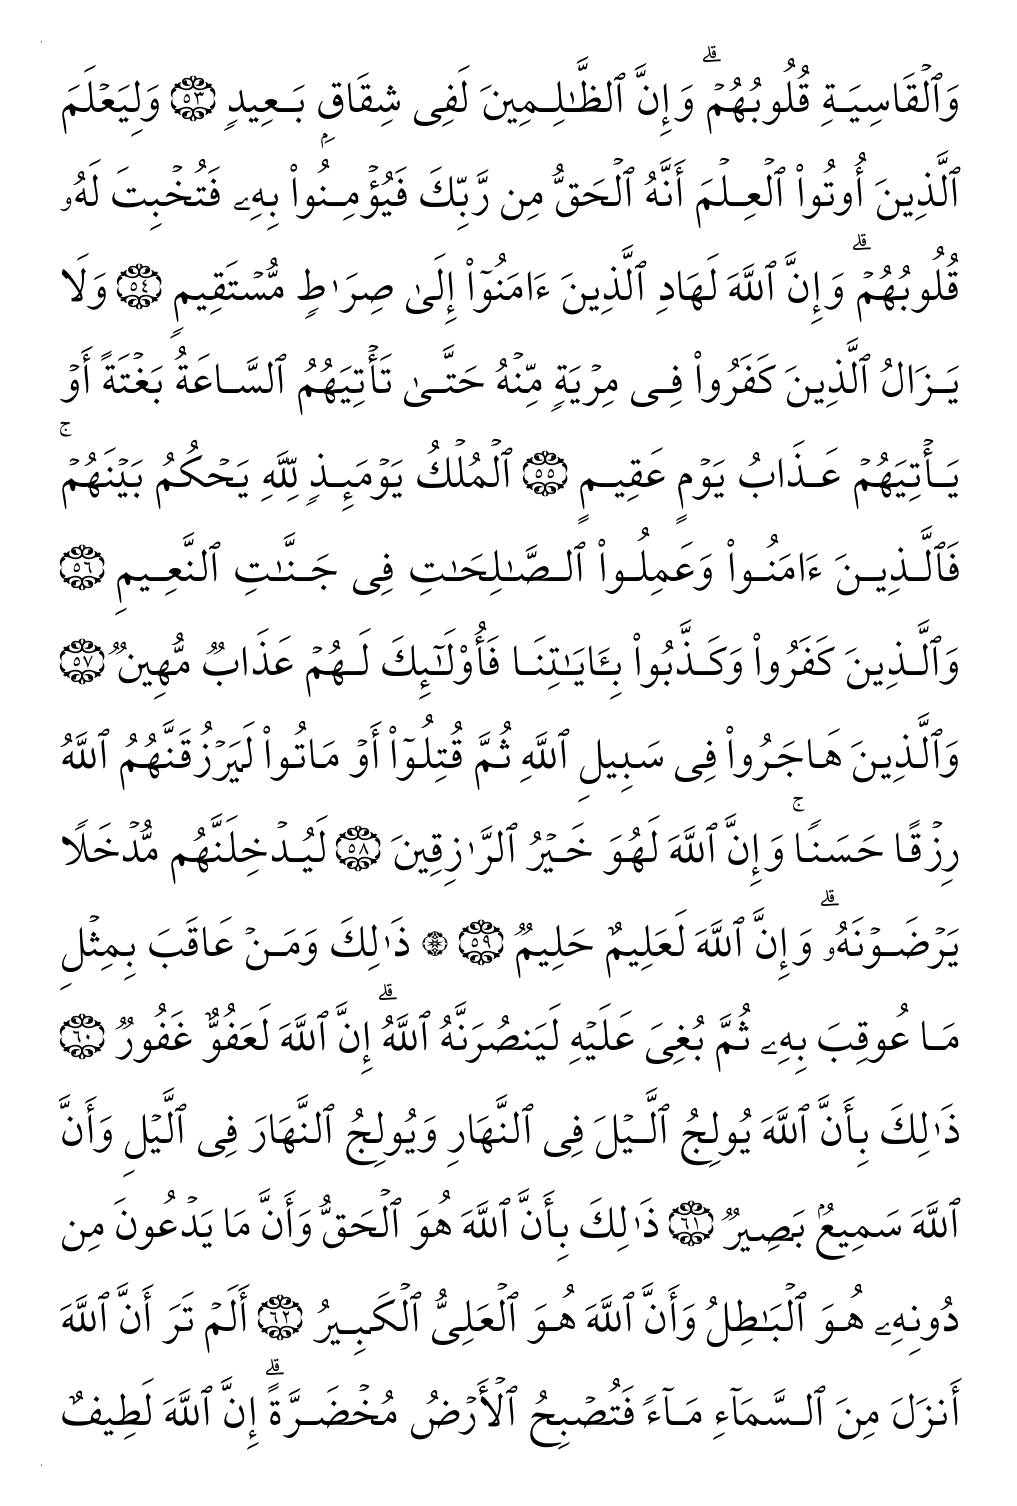 وَٱلۡقَاسِيَةِ قُلُوبُهُمۡۗ وَإِنَّ ٱلظَّٰلِمِينَ لَفِى شِقَاقِۭ بَعِيدٍ ٥٣ وَلِيَعۡلَمَ
ٱلَّذِينَ أُوتُوا۟ ٱلۡعِلۡمَ أَنَّهُ ٱلۡحَقُّ مِن رَّبِّكَ فَيُؤۡمِنُوا۟ بِهِۦ فَتُخۡبِتَ لَهُۥ
قُلُوبُهُمۡۗ وَإِنَّ ٱللَّهَ لَهَادِ ٱلَّذِينَ ءَامَنُوٓا۟ إِلَىٰ صِرَٰطٍ مُّسۡتَقِيمٍ ٥٤ وَلَا
يَزَالُ ٱلَّذِينَ كَفَرُوا۟ فِى مِرۡيَةٍ مِّنۡهُ حَتَّىٰ تَأۡتِيَهُمُ ٱلسَّاعَةُ بَغۡتَةً أَوۡ
يَأۡتِيَهُمۡ عَذَابُ يَوۡمٍ عَقِيمٍ ٥٥ ٱلۡمُلۡكُ يَوۡمَئِذٍ لِّلَّهِ يَحۡكُمُ بَيۡنَهُمۡۚ
فَٱلَّذِينَ ءَامَنُوا۟ وَعَمِلُوا۟ ٱلصَّٰلِحَٰتِ فِى جَنَّٰتِ ٱلنَّعِيمِ ٥٦
وَٱلَّذِينَ كَفَرُوا۟ وَكَذَّبُوا۟ بِـَٔايَٰتِنَا فَأُو۟لَٰٓئِكَ لَهُمۡ عَذَابٌ مُّهِينٌ ٥٧
وَٱلَّذِينَ هَاجَرُوا۟ فِى سَبِيلِ ٱللَّهِ ثُمَّ قُتِلُوٓا۟ أَوۡ مَاتُوا۟ لَيَرۡزُقَنَّهُمُ ٱللَّهُ
رِزۡقًا حَسَنًاۚ وَإِنَّ ٱللَّهَ لَهُوَ خَيۡرُ ٱلرَّٰزِقِينَ ٥٨ لَيُدۡخِلَنَّهُم مُّدۡخَلًا
يَرۡضَوۡنَهُۥۗ وَإِنَّ ٱللَّهَ لَعَلِيمٌ حَلِيمٌ ٥٩ ۞ ذَٰلِكَ وَمَنۡ عَاقَبَ بِمِثۡلِ
مَا عُوقِبَ بِهِۦ ثُمَّ بُغِىَ عَلَيۡهِ لَيَنصُرَنَّهُ ٱللَّهُۗ إِنَّ ٱللَّهَ لَعَفُوٌّ غَفُورٌ ٦٠
ذَٰلِكَ بِأَنَّ ٱللَّهَ يُولِجُ ٱلَّيۡلَ فِى ٱلنَّهَارِ وَيُولِجُ ٱلنَّهَارَ فِى ٱلَّيۡلِ وَأَنَّ
ٱللَّهَ سَمِيعُۢ بَصِيرٌ ٦١ ذَٰلِكَ بِأَنَّ ٱللَّهَ هُوَ ٱلۡحَقُّ وَأَنَّ مَا يَدۡعُونَ مِن
دُونِهِۦ هُوَ ٱلۡبَٰطِلُ وَأَنَّ ٱللَّهَ هُوَ ٱلۡعَلِىُّ ٱلۡكَبِيرُ ٦٢ أَلَمۡ تَرَ أَنَّ ٱللَّهَ
أَنزَلَ مِنَ ٱلسَّمَآءِ مَآءً فَتُصۡبِحُ ٱلۡأَرۡضُ مُخۡضَرَّةًۗ إِنَّ ٱللَّهَ لَطِيفٌ